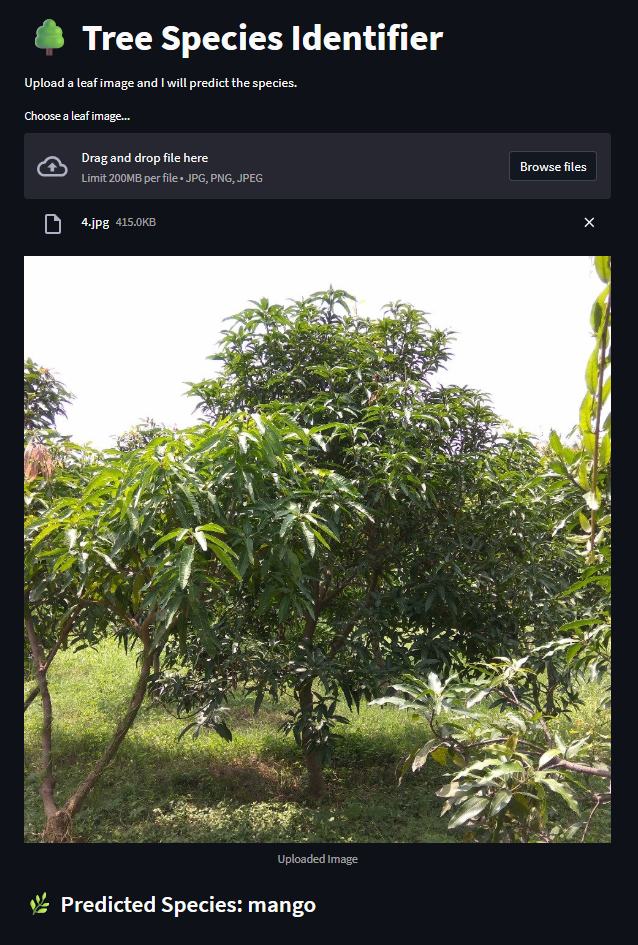 Tree Species Identifier
Upload a leaf image and I will predict the species.
Choose a leaf image...
Drag and drop file here
Limit 200MB per file • JPG, PNG, JPEG
Browse files
4.jpg 415.0KB
Uploaded Image
Predicted Species: mango